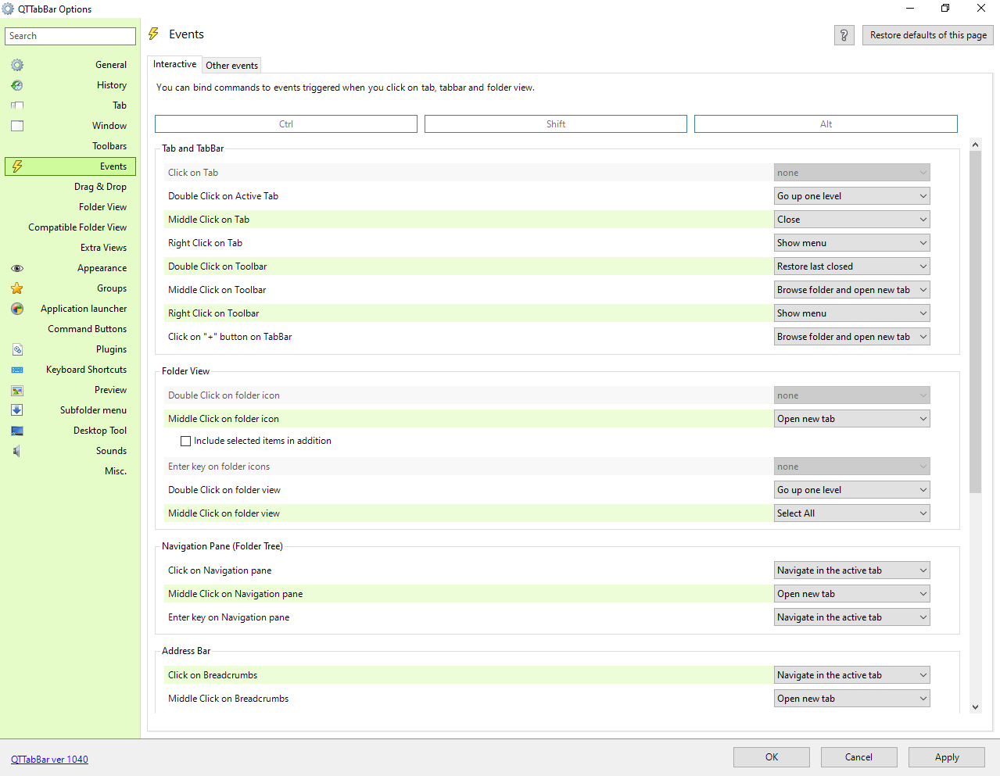 QTTabBar Options
Search
General
History
Tab
Window
Toolbars
Events
Drag & Drop
Folder View
Compatible Folder View
Extra Views
Appearance
Groups
Application launcher
Command Buttons
Plugins
Keyboard Shortcuts
Preview
Subfolder menu
Desktop Tool
Sounds
Misc.
Events
? Restore defaults of this page
Interactive Other events
You can bind commands to events triggered when you click on tab, tabbar and folder view.
Ctrl Shift Alt
Tab and TabBar
Click on Tab none
Double Click on Active Tab Go up one level
Middle Click on Tab Close
Right Click on Tab Show menu
Double Click on Toolbar Restore last closed
Middle Click on Toolbar Browse folder and open new tab
Right Click on Toolbar Show menu
Click on "+" button on TabBar Browse folder and open new tab
Folder View
Double Click on folder icon none
Middle Click on folder icon Open new tab
Include selected items in addition
Enter key on folder icons none
Double Click on folder view Go up one level
Middle Click on folder view Select All
Navigation Pane (Folder Tree)
Click on Navigation pane Navigate in the active tab
Middle Click on Navigation pane Open new tab
Enter key on Navigation pane Navigate in the active tab
Address Bar
Click on Breadcrumbs Navigate in the active tab
Middle Click on Breadcrumbs Open new tab
QTTabBar ver 1040
OK Cancel Apply